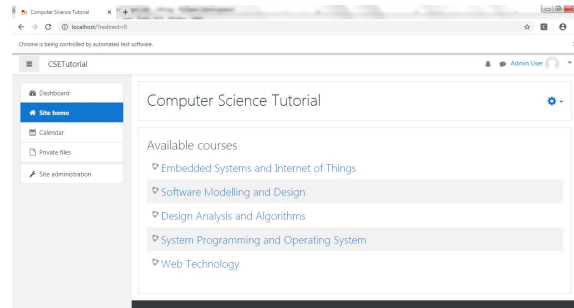 Computer Science Tutorial
localhost/?redirect=0
Chrome is being controlled by automated test software.
CSETutorial
Admin User
Dashboard
Site home
Calendar
Private files
Site administration
Computer Science Tutorial
Available courses
Embedded Systems and Internet of Things
Software Modelling and Design
Design Analysis and Algorithms
System Programming and Operating System
Web Technology